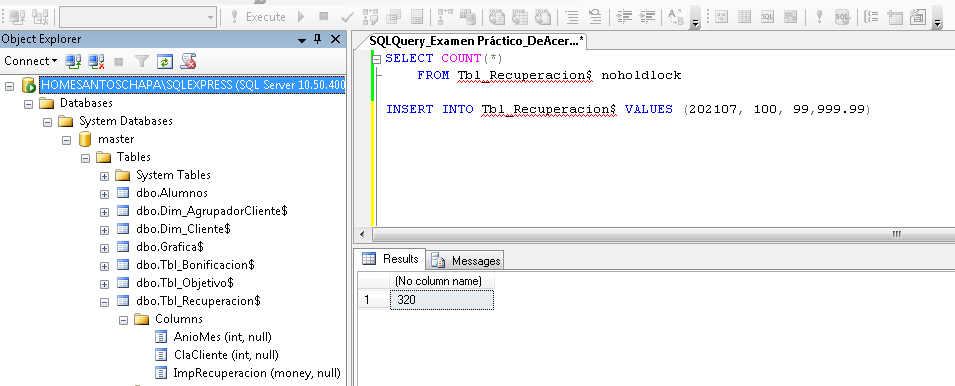 Execute
Object Explorer
Connect
HOMESANTOSCHAPA\SQLEXPRESS (SQL Server 10.50.400
Databases
System Databases
master
Tables
System Tables
dbo.Alumnos
dbo.Dim_AgrupadorCliente$
dbo.Dim_Cliente$
dbo.Grafica$
dbo.Tbl_Bonificacion$
dbo.Tbl_Objetivo$
dbo.Tbl_Recuperacion$
Columns
AnioMes (int, null)
ClaCliente (int, null)
ImpRecuperacion (money, null)
SQLQuery_Examen Práctico_DeAcer...*
SELECT COUNT(*)
FROM Tbl_Recuperacion$ noholdlock
INSERT INTO Tbl_Recuperacion$ VALUES (202107, 100, 99,999.99)
Results
Messages
(No column name)
1 320